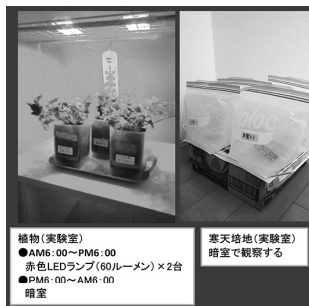 ℃
植物（実験室）
●AM6：00～PM6：00
赤色LEDランプ（60ルーメン）×2台
●PM6：00～AM6：00
暗室
寒天培地（実験室）
暗室で観察する